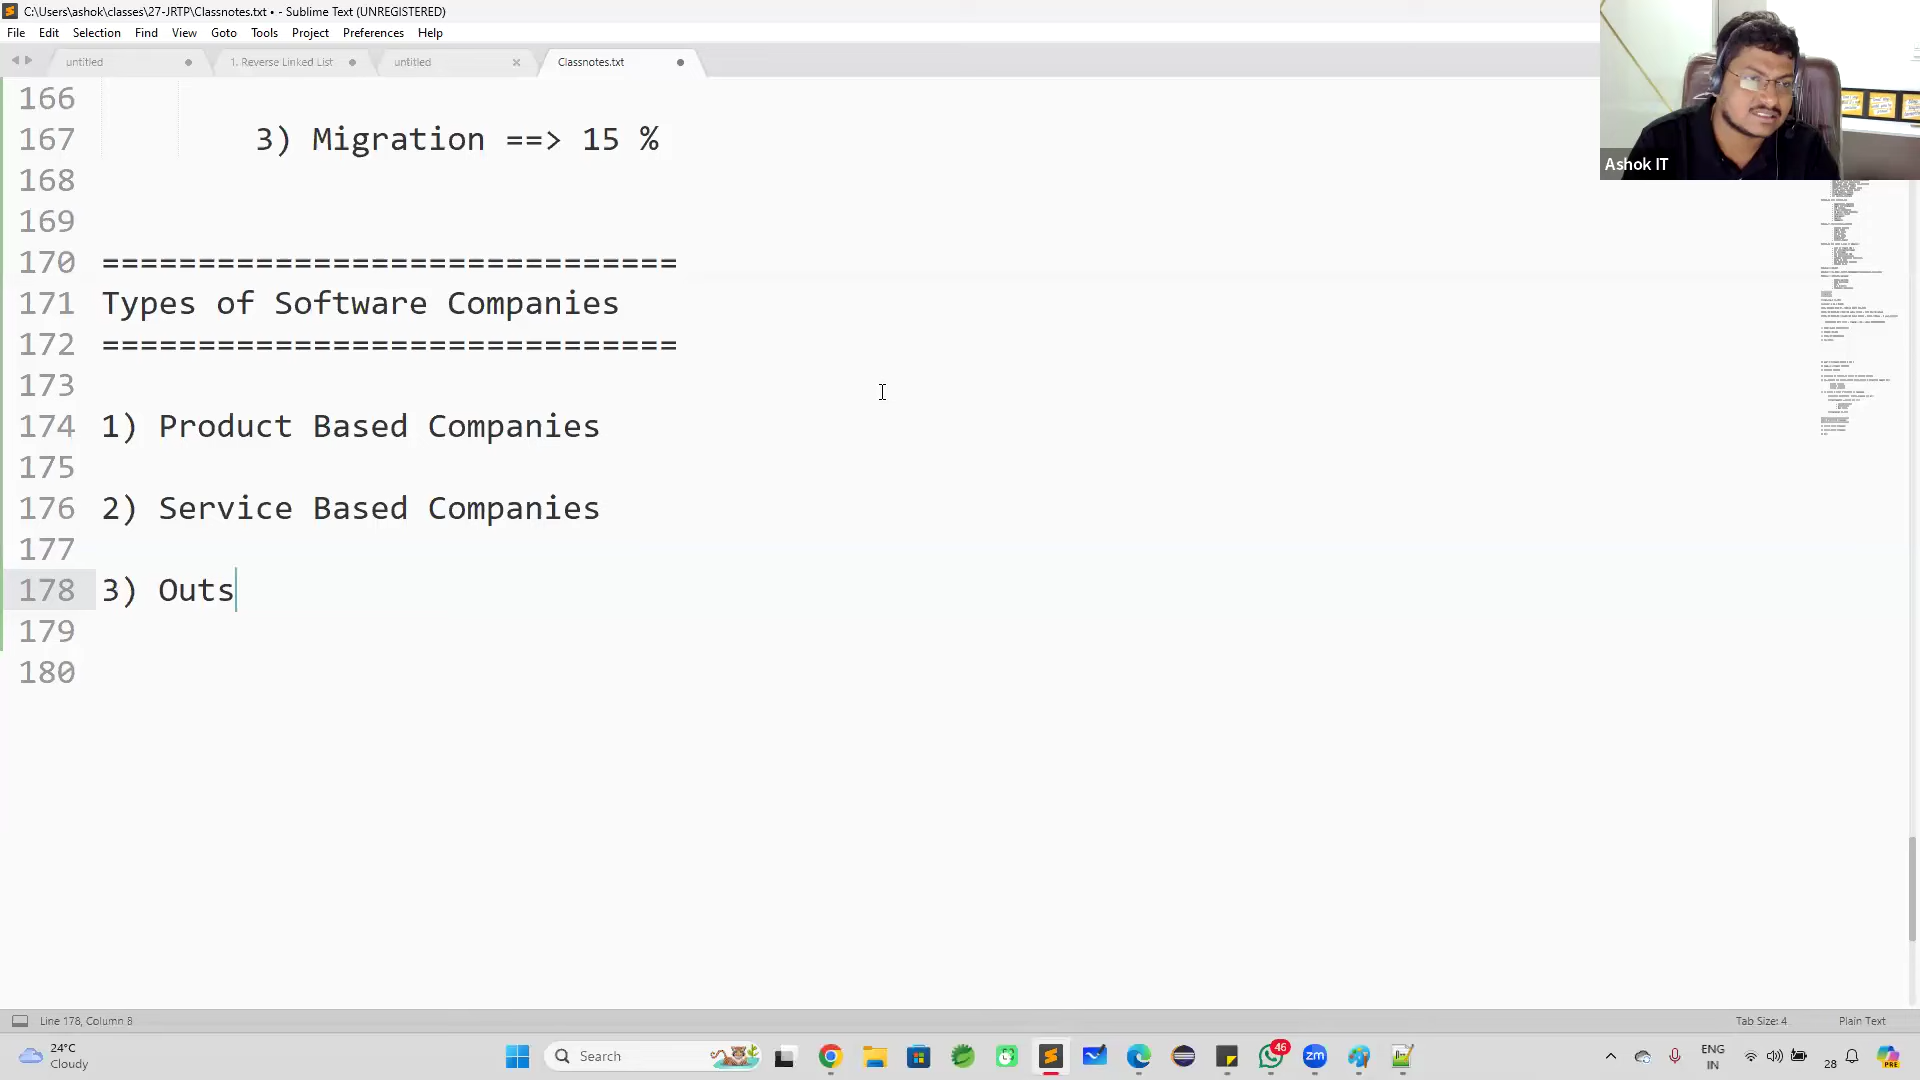 C:\Users\ashok\classes\27-JRTP\Classnotes.txt • - Sublime Text (UNREGISTERED)
File Edit Selection Find View Goto Tools Project Preferences Help
untitled 1. Reverse Linked List untitled Classnotes.txt
166
167 3) Migration ==> 15 %
168
169
170 ==============================
171 Types of Software Companies
172 ==============================
173
174 1) Product Based Companies
175
176 2) Service Based Companies
177
178 3) Outs
179
180
Ashok IT
Line 178, Column 8 Tab Size: 4 Plain Text
24°C
Cloudy
Search
46
zm
ENG
IN
28
PRE